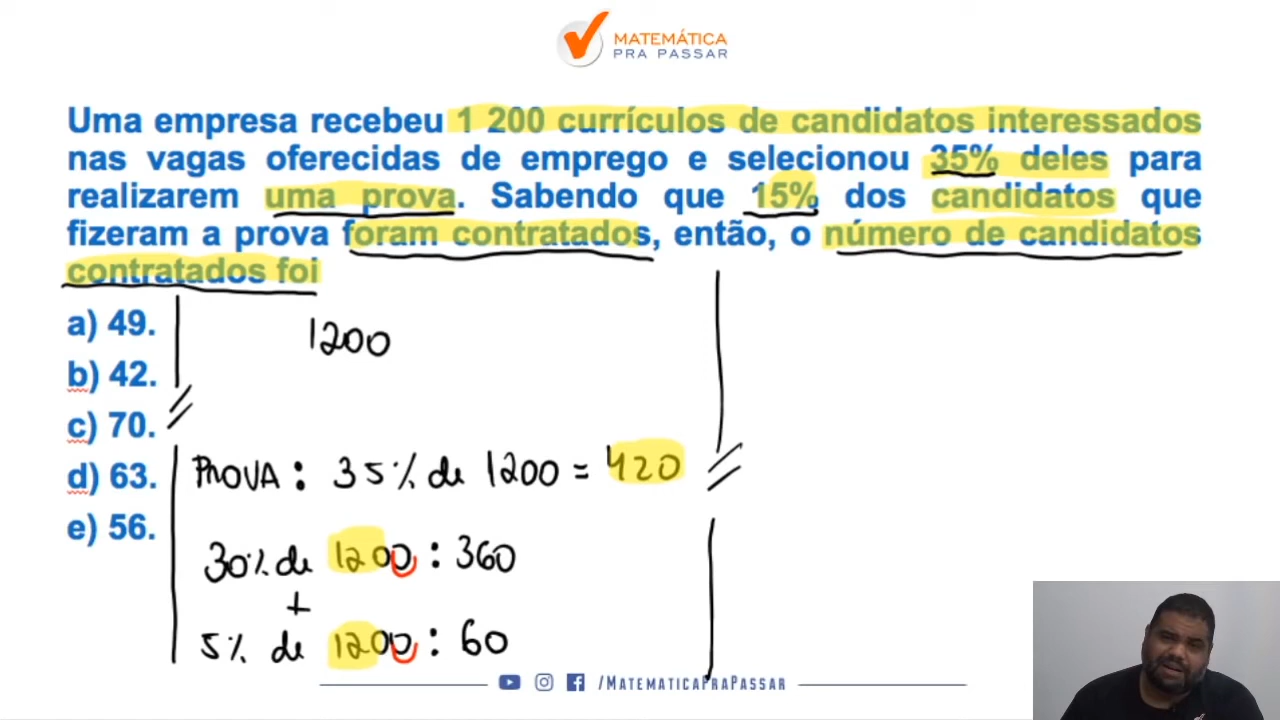 MATEMÁTICA
PRA PASSAR
Uma empresa recebeu 1 200 currículos de candidatos interessados
nas vagas oferecidas de emprego e selecionou 35% deles para
realizarem uma prova. Sabendo que 15% dos candidatos que
fizeram a prova foram contratados, então, o número de candidatos
contratados foi
a) 49.
b) 42.
c) 70.
d) 63.
e) 56.
1200
PROVA : 35% de 1200 = 420
30% de 1200 : 360
+
5% de 1200 : 60
/MATEMATICAPRAPASSAR